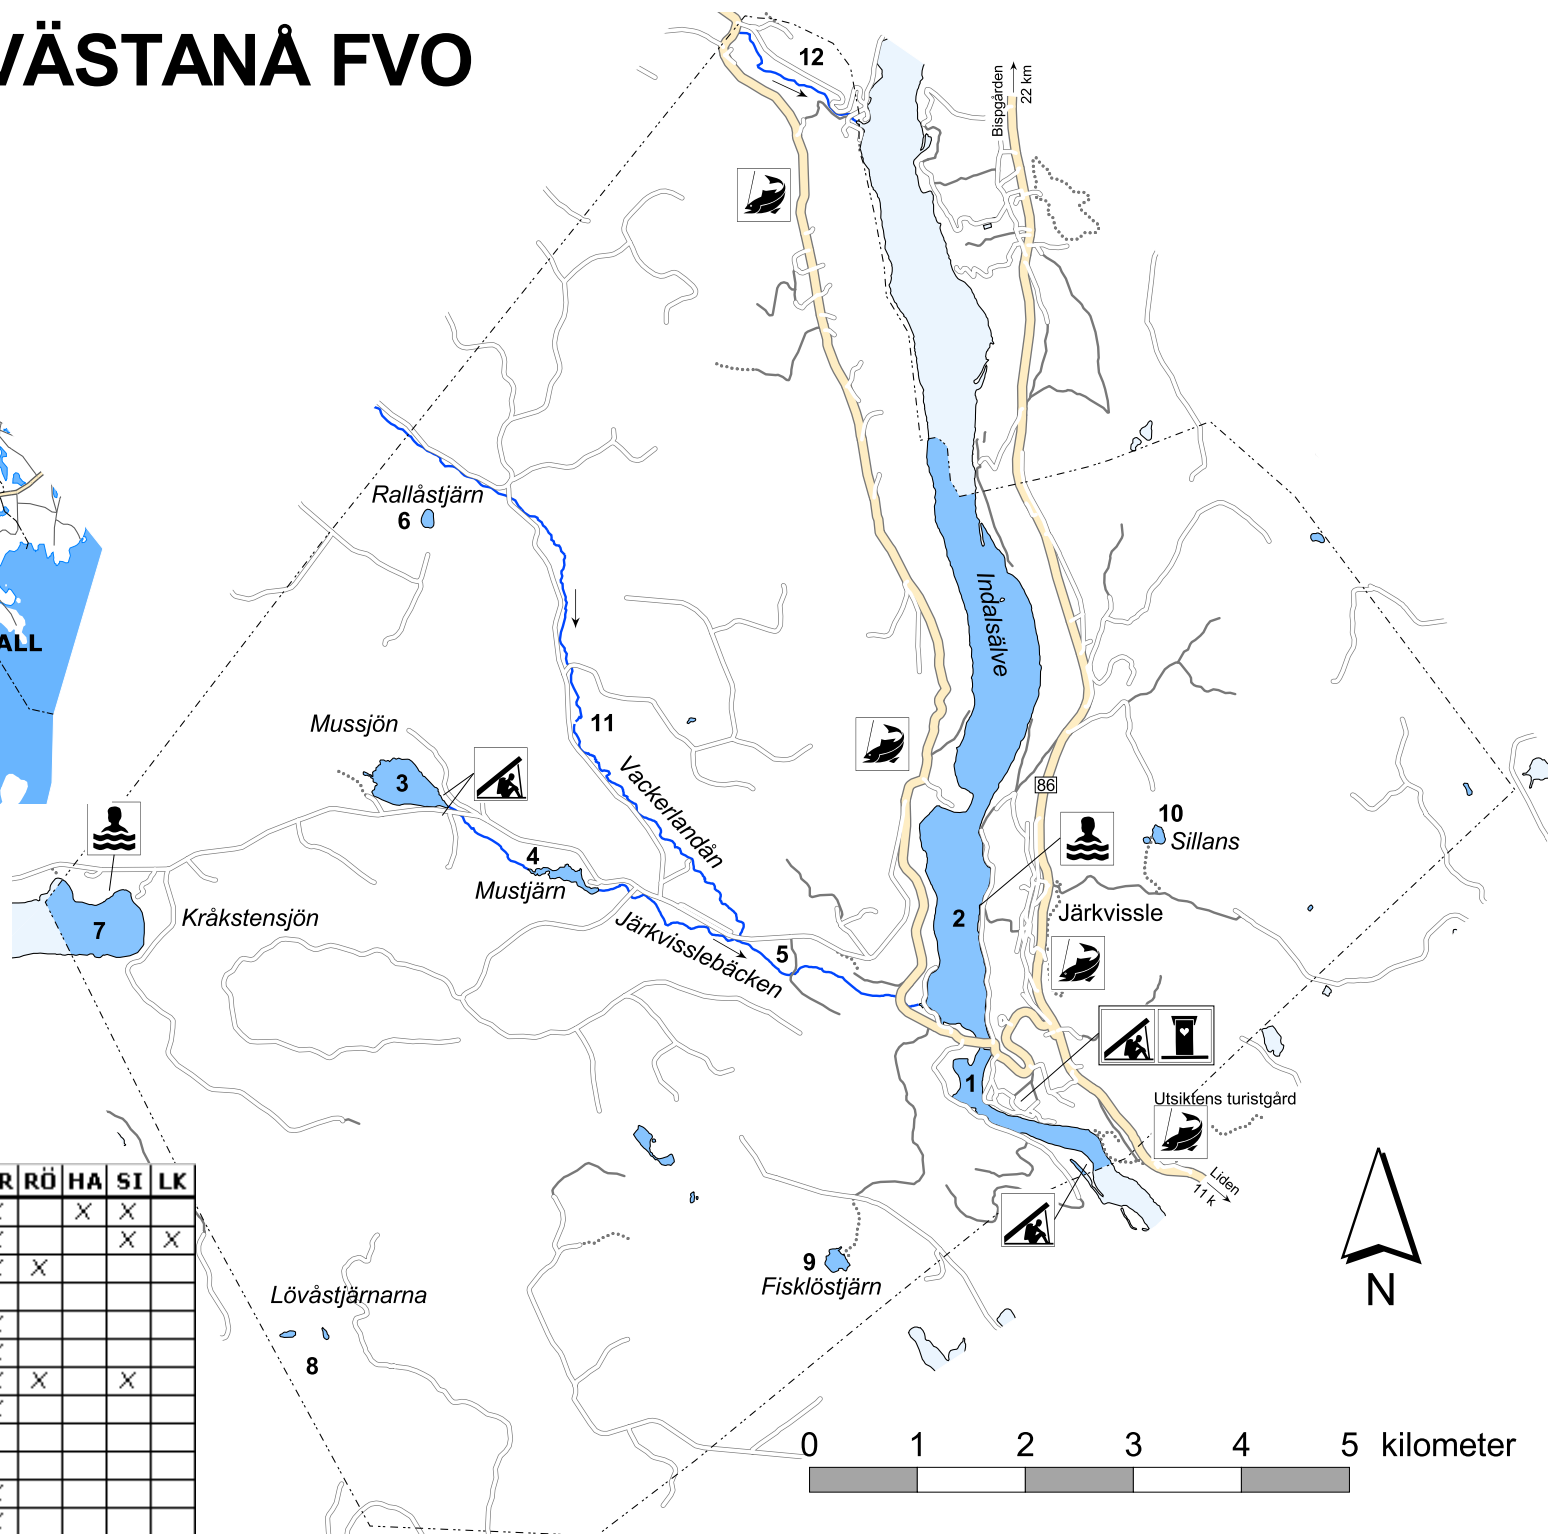 VÄSTANÅ FVO
12
Bispgården
22 km
Rallåstjärn
6
ALL
Indalsälve
11
Mussjön
3
Vackerlandån
86
10
Sillans
4
Mustjärn
Kråkstensjön
7
Järkvisslebäcken
5
2
Järkvissle
1
Utsiktens turistgård
Liden
11 k
R RÖ HA SI LK
X X
X X
X
X X
9
Fisklöstjärn
Lövåstjärnarna
8
N
0 1 2 3 4 5 kilometer